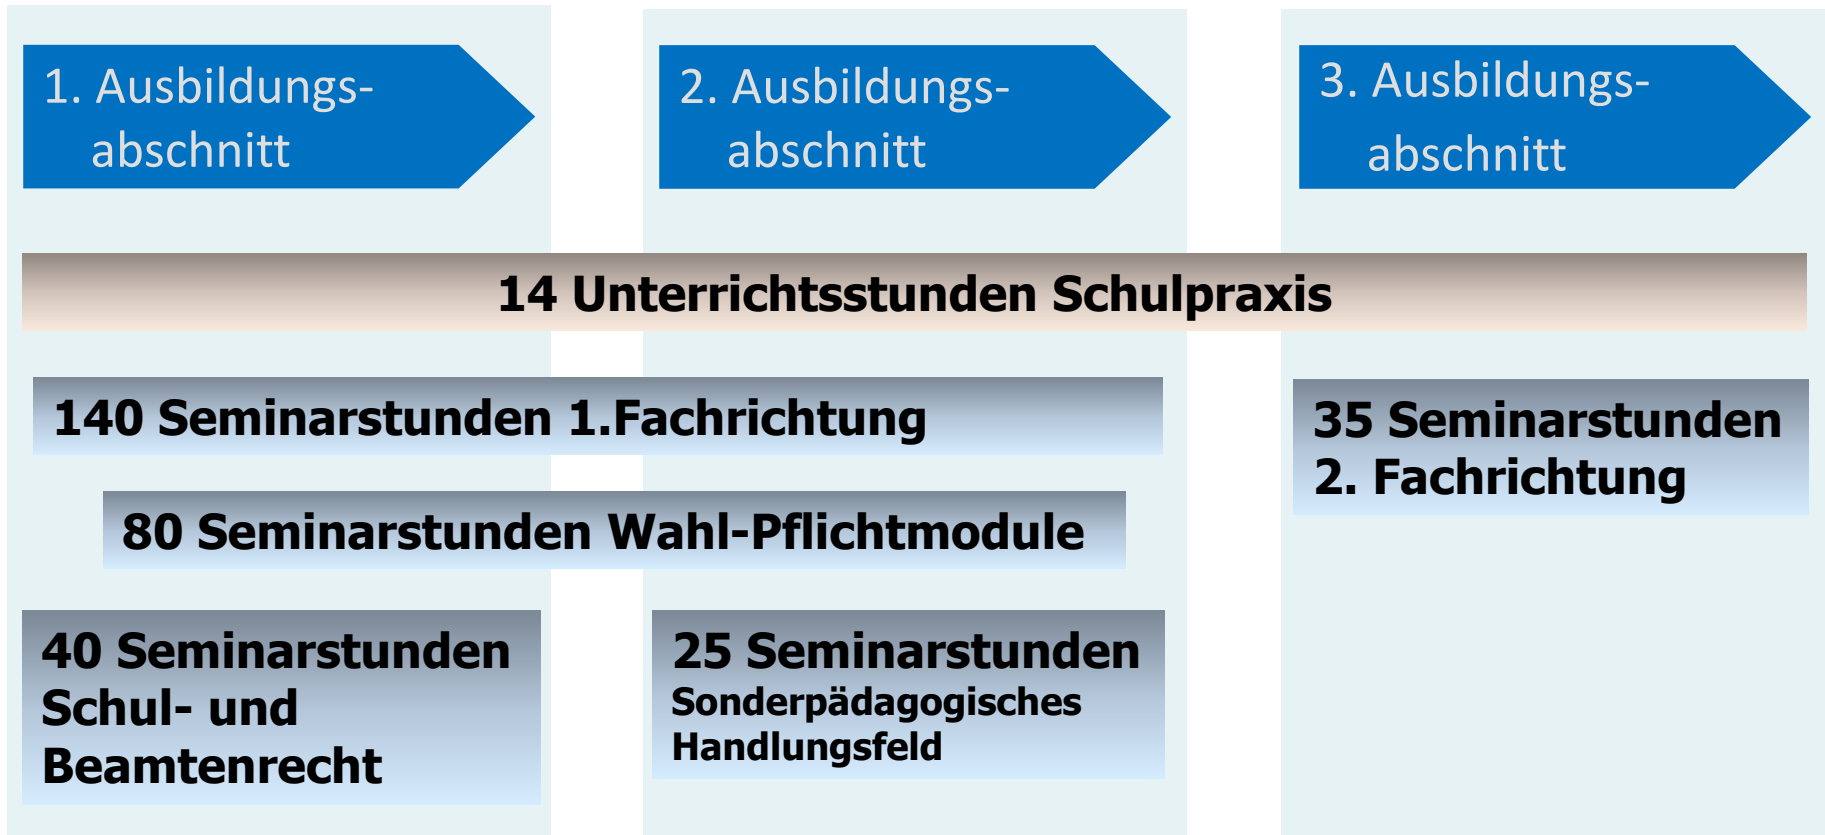 1. Ausbildungs-
abschnitt
2. Ausbildungs-
abschnitt
3. Ausbildungs-
abschnitt
14 Unterrichtsstunden Schulpraxis
140 Seminarstunden 1.Fachrichtung
35 Seminarstunden
2. Fachrichtung
80 Seminarstunden Wahl-Pflichtmodule
40 Seminarstunden
Schul- und
Beamtenrecht
25 Seminarstunden
Sonderpädagogisches
Handlungsfeld